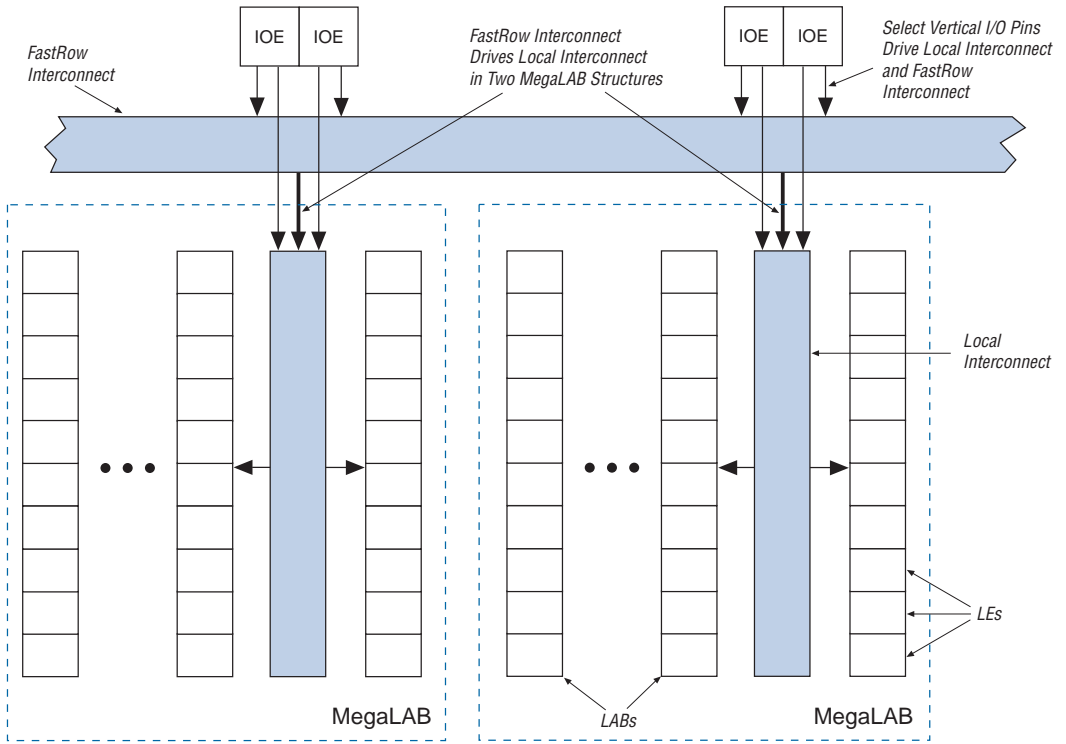 IOE IOE
IOE IOE
FastRow
Interconnect
FastRow Interconnect
Drives Local Interconnect
in Two MegaLAB Structures
Select Vertical I/O Pins
Drive Local Interconnect
and FastRow
Interconnect
Local
Interconnect
LEs
LABs
MegaLAB
MegaLAB